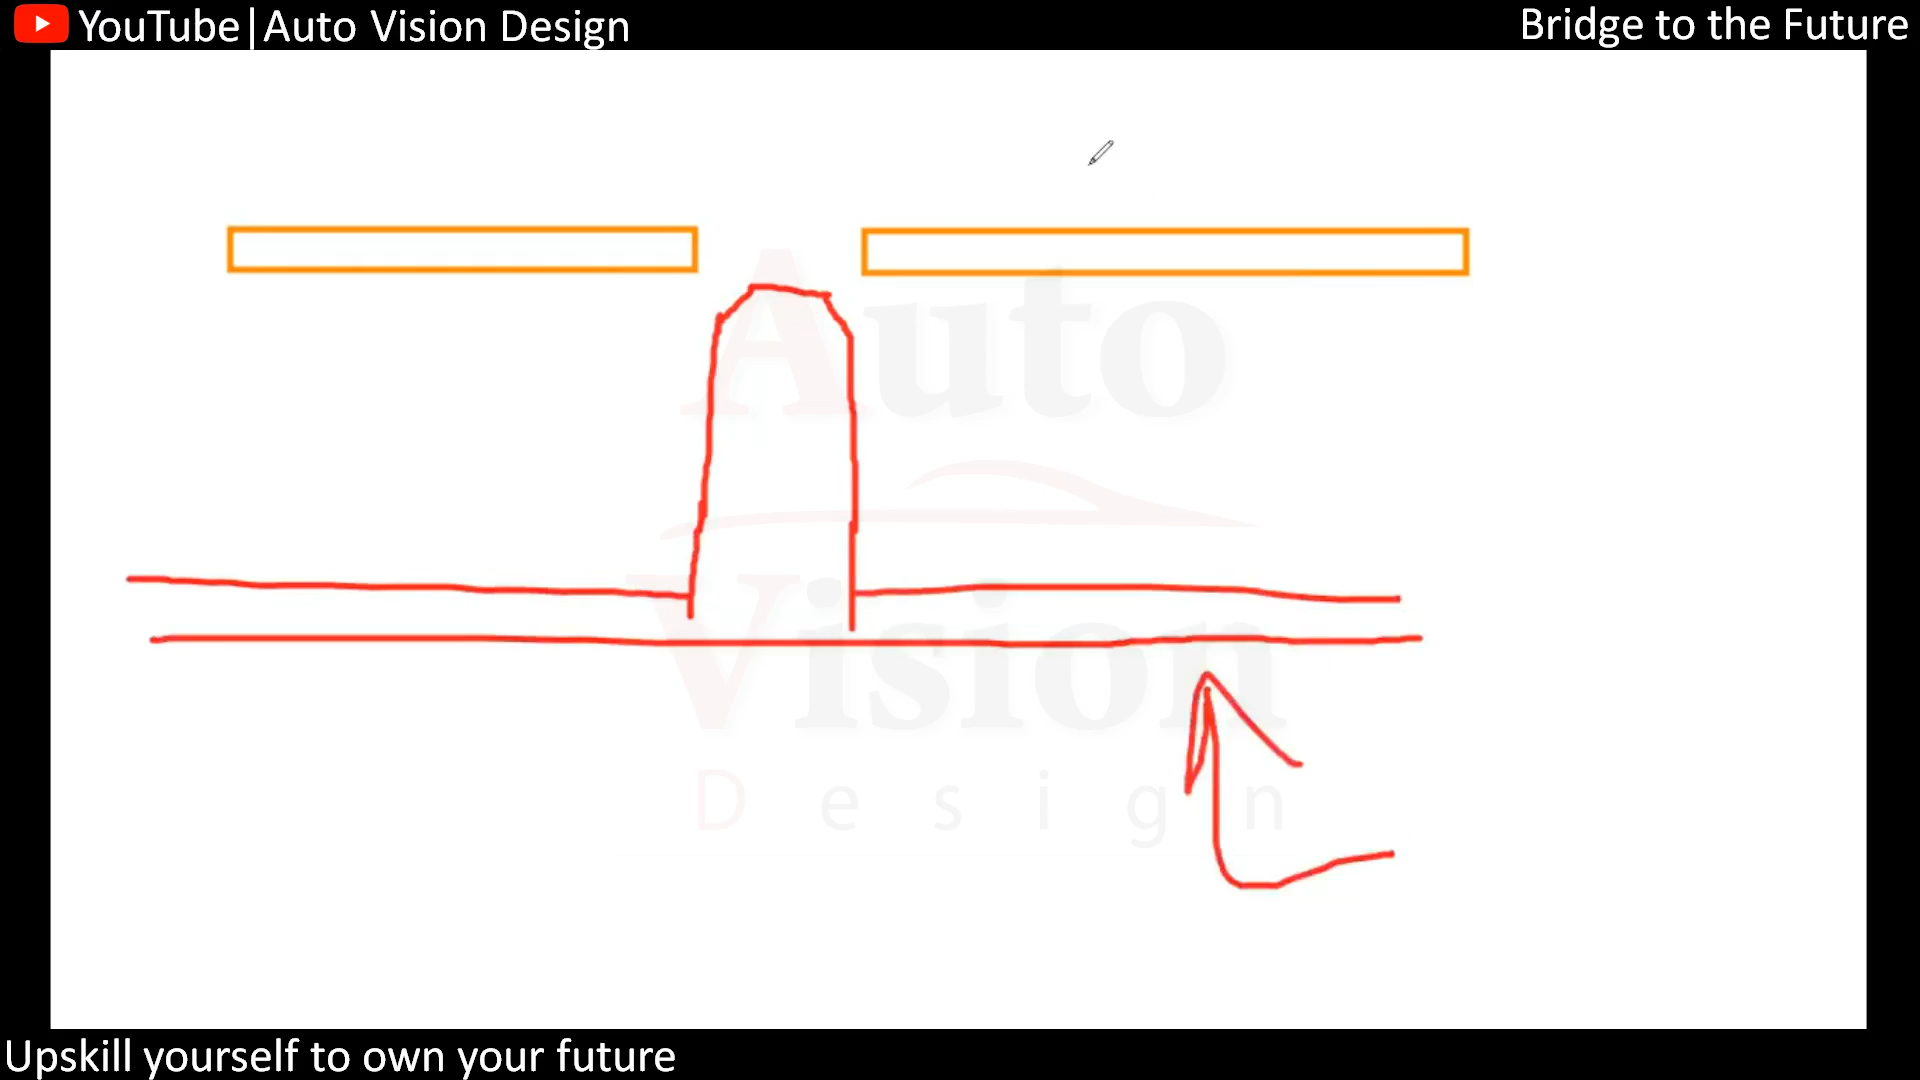 YouTube|Auto Vision Design
Bridge to the Future
Auto
Vision
Design
Upskill yourself to own your future